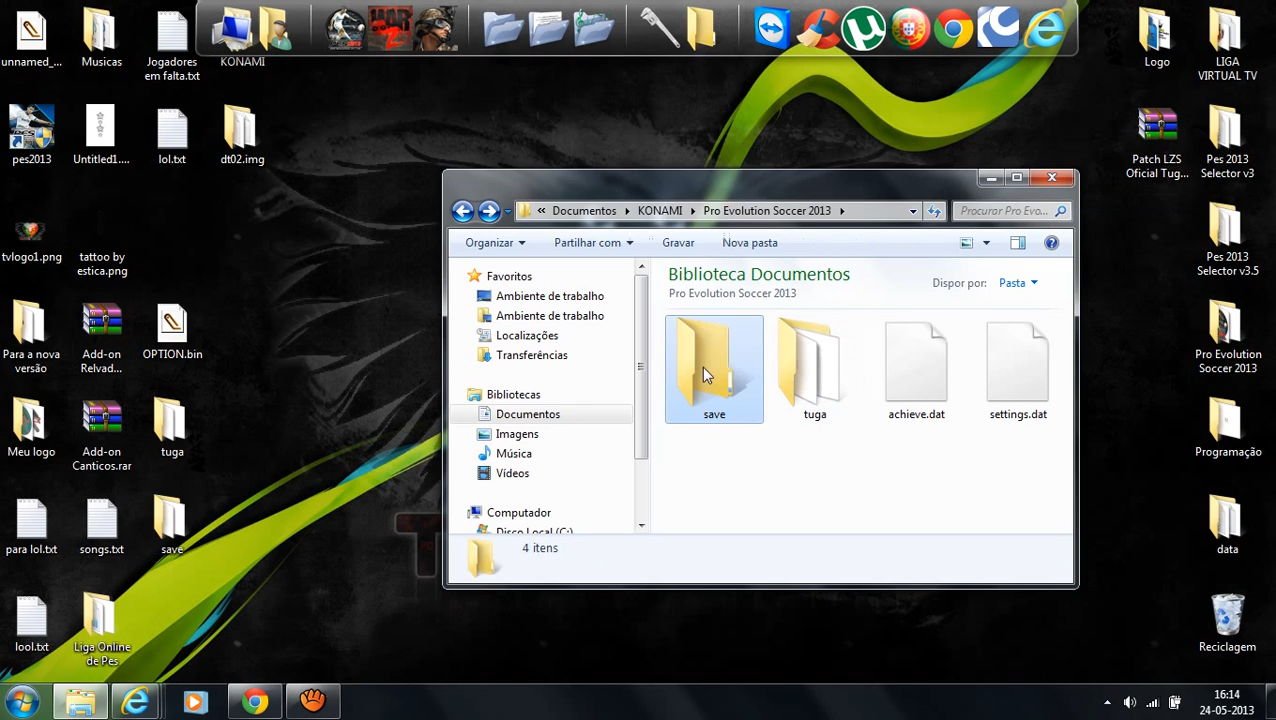 unnamed_...
Musicas
Jogadores
em falta.txt
KONAMI
Logo
LIGA
VIRTUAL TV
pes2013
Untitled1....
lol.txt
dt02.img
Patch LZS
Oficial Tug...
Pes 2013
Selector v3
« Documentos KONAMI Pro Evolution Soccer 2013
Procurar Pro Evo...
Organizar
Partilhar com
Gravar
Nova pasta
tvlogo1.png
tattoo by
estica.png
Pes 2013
Selector v3.5
Favoritos
Ambiente de trabalho
Ambiente de trabalho
Localizações
Transferências
Biblioteca Documentos
Pro Evolution Soccer 2013
Dispor por:
Pasta
Para a nova
versão
Add-on
Relvad...
OPTION.bin
Pro Evolution
Soccer 2013
Bibliotecas
Documentos
Imagens
Música
Vídeos
save
tuga
achieve.dat
settings.dat
Meu logo
Add-on
Canticos.rar
tuga
Programação
Computador
Disco Local (C:)
4 itens
para lol.txt
songs.txt
save
data
lool.txt
Liga Online
de Pes
Reciclagem
16:14
24-05-2013